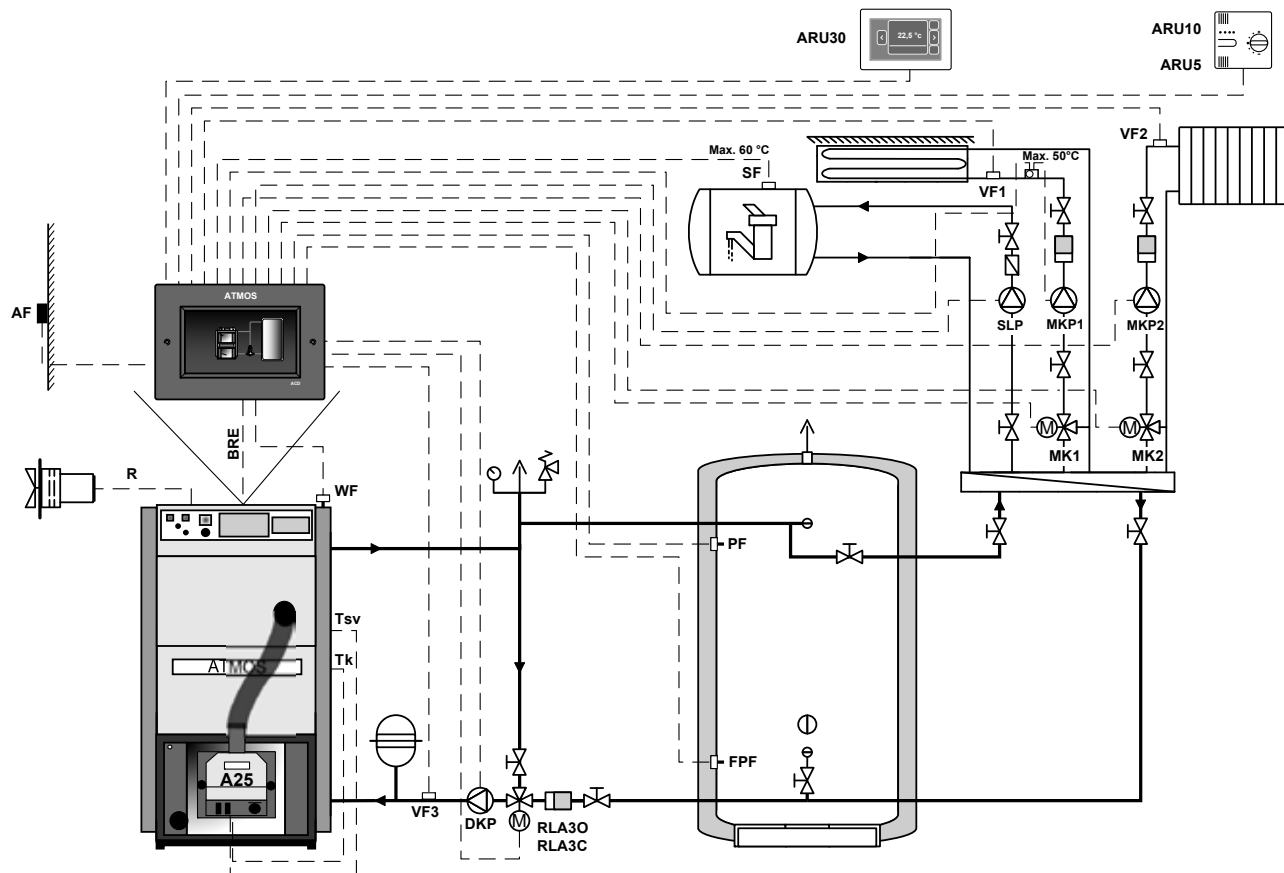 ARU30
22,5 °c
ARU10
ARU5
VF2
Max. 60 °C
SF
Max. 50°C
VF1
ATMOS
ACD
AF
SLP
MKP1
MKP2
BRE
M
M
MK1
MK2
R
WF
PF
Tsv
Tk
ATMOS
FPF
A25
VF3
DKP
M
RLA3O
RLA3C